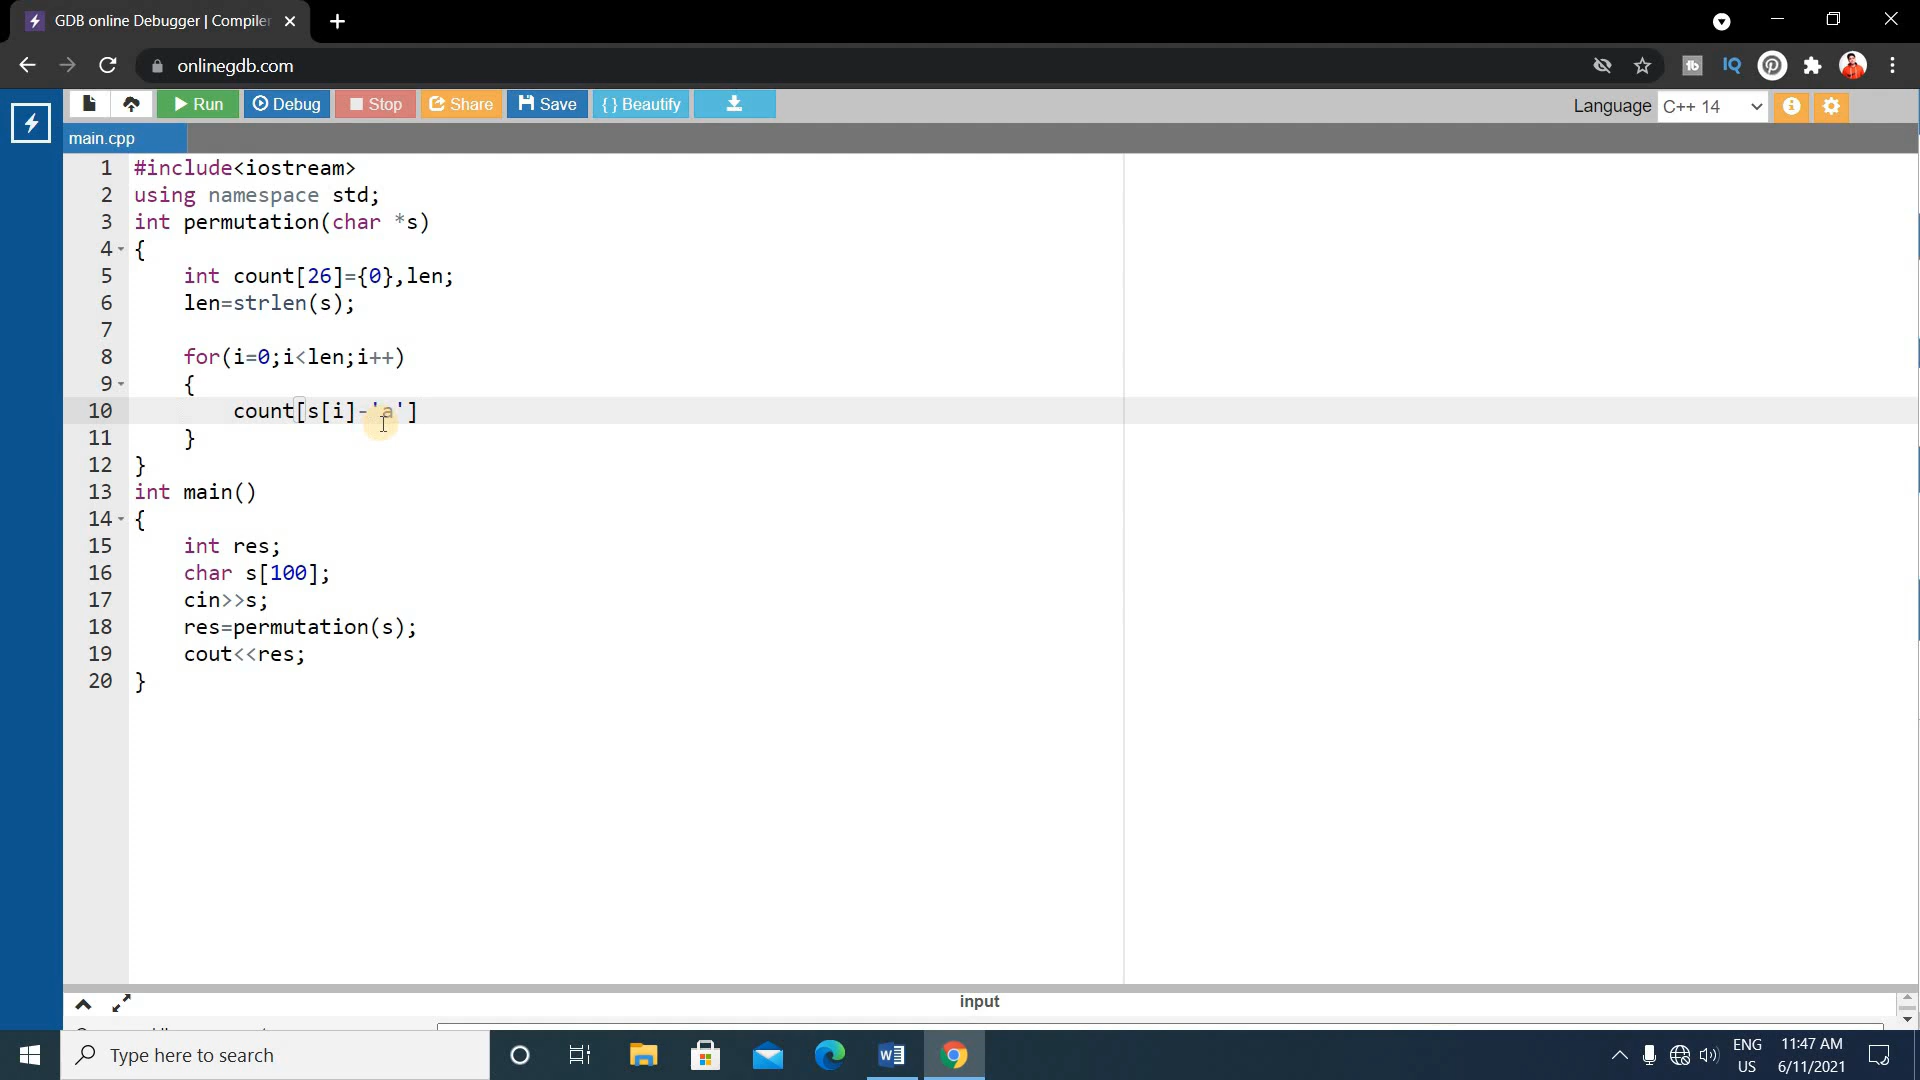 GDB online Debugger | Compiler
onlinegdb.com
Run
Debug
Stop
Share
Save
{ } Beautify
Language
C++ 14
main.cpp
1 #include<iostream>
2 using namespace std;
3 int permutation(char *s)
4 {
5 int count[26]={0},len;
6 len=strlen(s);
7
8 for(i=0;i<len;i++)
9 {
10 count[s[i]-'a']
11 }
12 }
13 int main()
14 {
15 int res;
16 char s[100];
17 cin>>s;
18 res=permutation(s);
19 cout<<res;
20 }
input
Type here to search
ENG
US
11:47 AM
6/11/2021